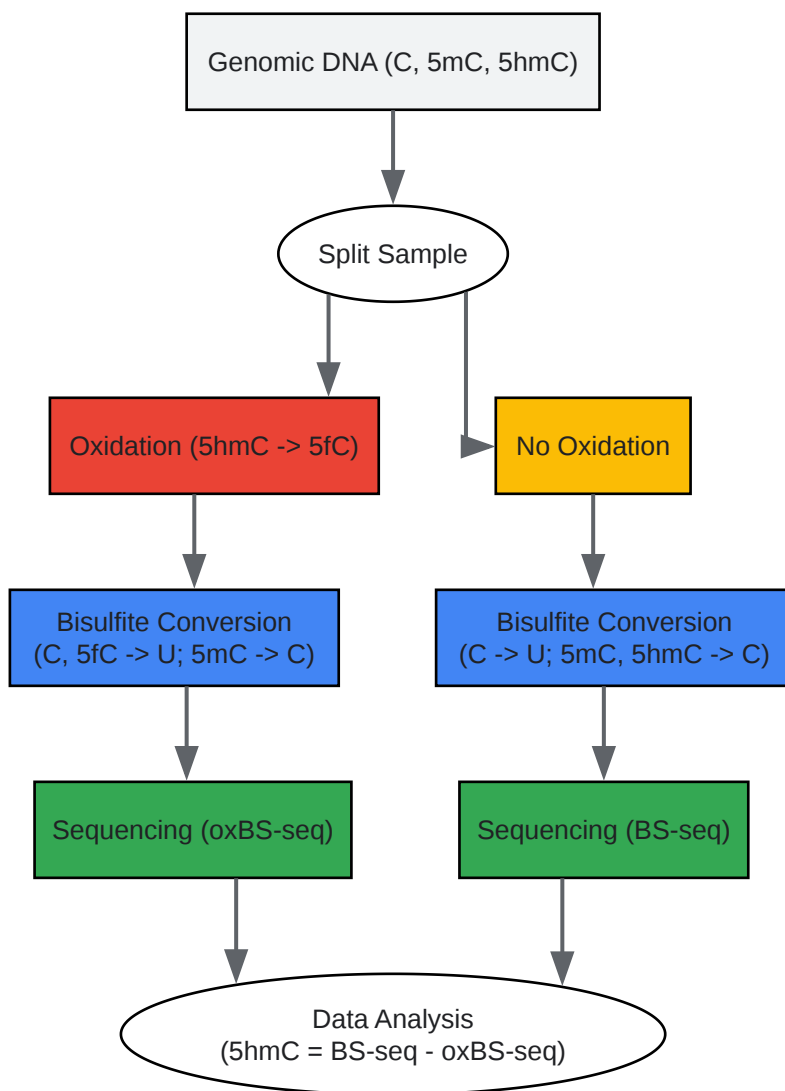 Genomic DNA (C, 5mC, 5hmC)
Split Sample
Oxidation (5hmC -> 5fC)
No Oxidation
Bisulfite Conversion
(C, 5fC -> U; 5mC -> C)
Bisulfite Conversion
(C -> U; 5mC, 5hmC -> C)
Sequencing (oxBS-seq)
Sequencing (BS-seq)
Data Analysis
(5hmC = BS-seq - oxBS-seq)